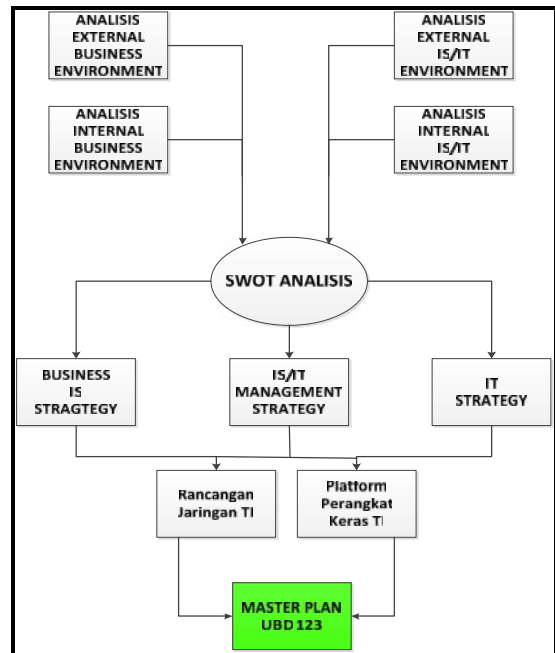 ANALISIS
EXTERNAL
BUSINESS
ENVIRONMENT
ANALISIS
EXTERNAL
IS/IT
ENVIRONMENT
ANALISIS
INTERNAL
BUSINESS
ENVIRONMENT
ANALISIS
INTERNAL
IS/IT
ENVIRONMENT
SWOT ANALISIS
BUSINESS
IS
STRAGTEGY
IS/IT
MANAGEMENT
STRATEGY
IT
STRATEGY
Rancangan
Jaringan TI
Platform
Perangkat
Keras TI
MASTER PLAN
UBD 123